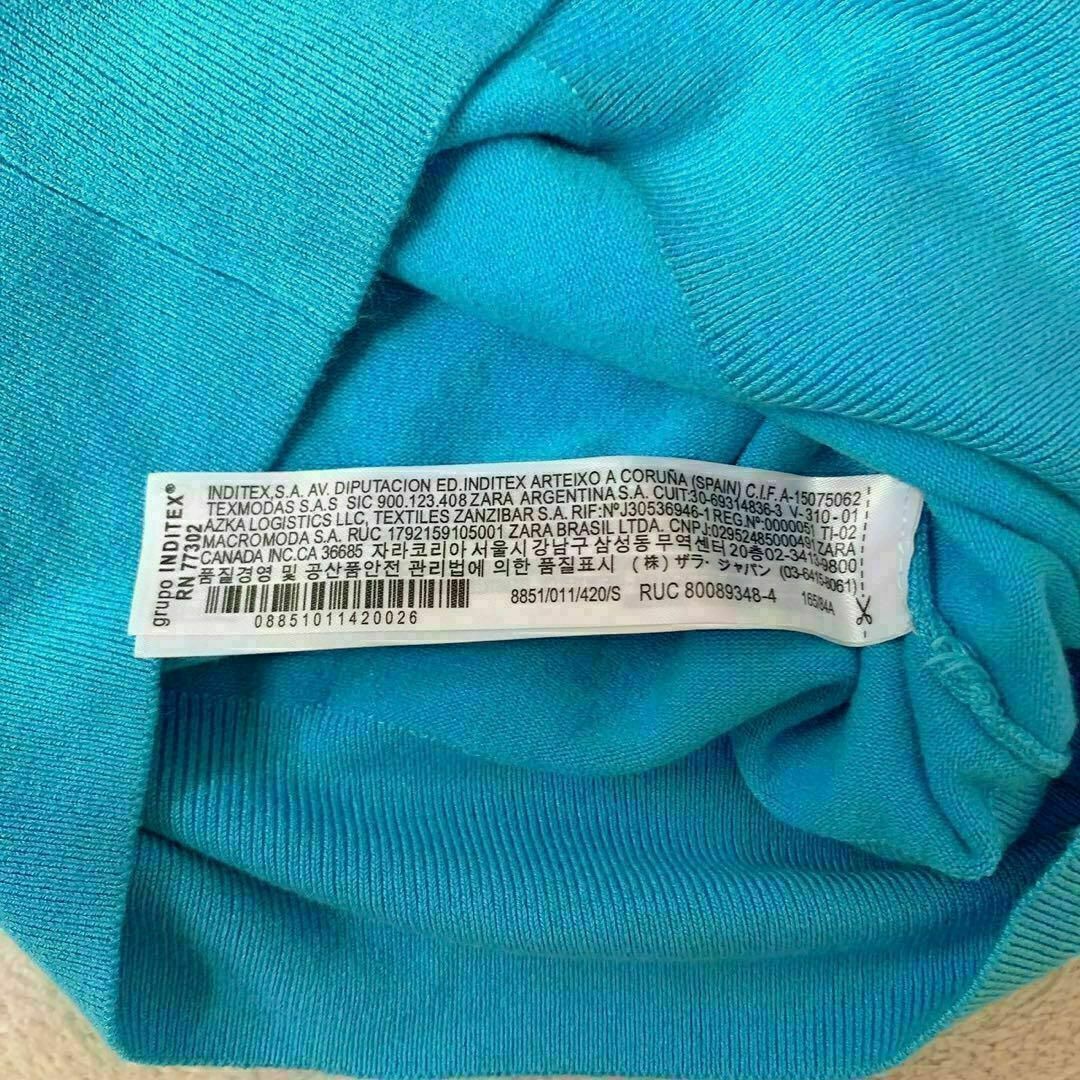 grupo INDITEX®
RN 77302
INDITEX,S.A. AV. DIPUTACION ED.INDITEX ARTEIXO A CORUÑA (SPAIN) C.I.F. A-15075062
TEXMODAS S.A.S SIC 900.123.408 ZARA ARGENTINA S.A. CUIT:30-69314836-3 V-310-01
AZKA LOGISTICS LLC, TEXTILES ZANZIBAR S.A. RIF:NºJ30536946-1 REG.Nº:0000051 TI-02
MACROMODA S.A. RUC 1792159105001 ZARA BRASIL LTDA. CNPJ:02952485000491 ZARA
CANADA INC.CA 36685 자라코리아 서울시 강남구 삼성동 무역센터 20층 02-3413-9800
품질경영 및 공산품안전 관리법에 의한 품질표시 (株) ザラ・ジャパン (03-6415-8061)
8851/011/420/S RUC 80089348-4 165/84A
08851011420026